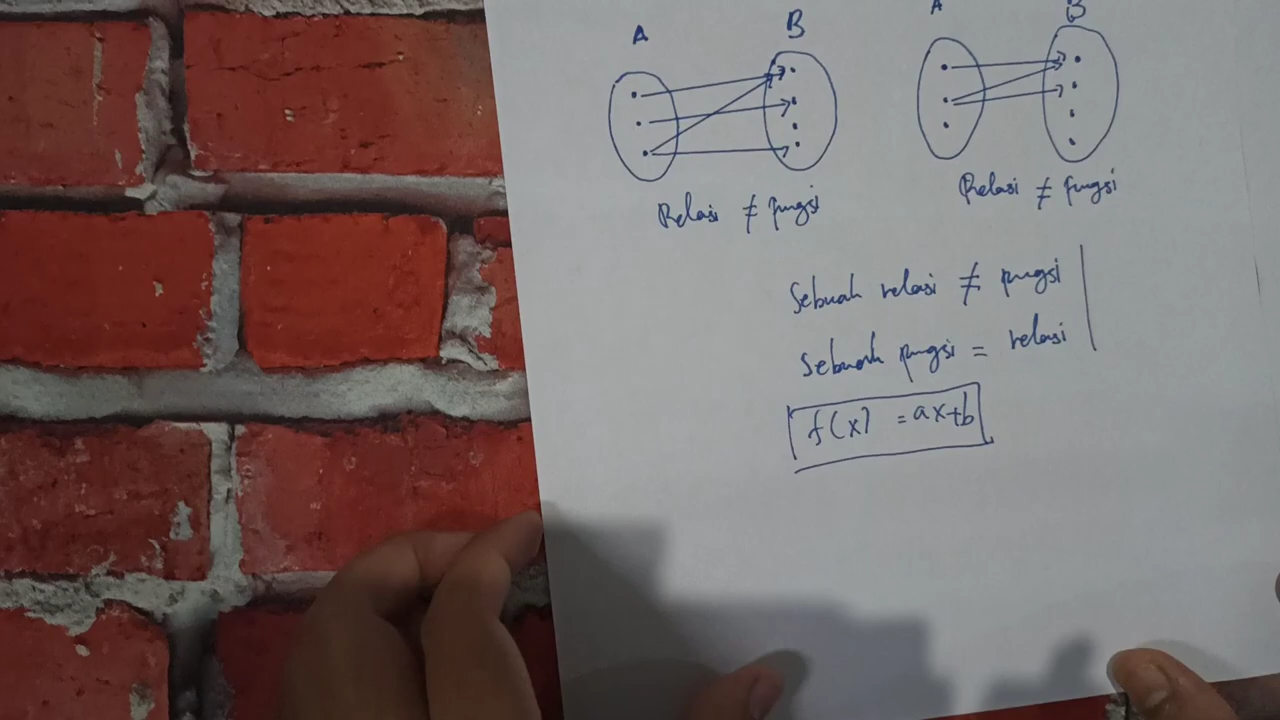 A B
A B
Relasi ≠ fungsi
Relasi ≠ fungsi
Sebuah relasi ≠ fungsi
Sebuah fungsi = relasi
f(x) = ax+b